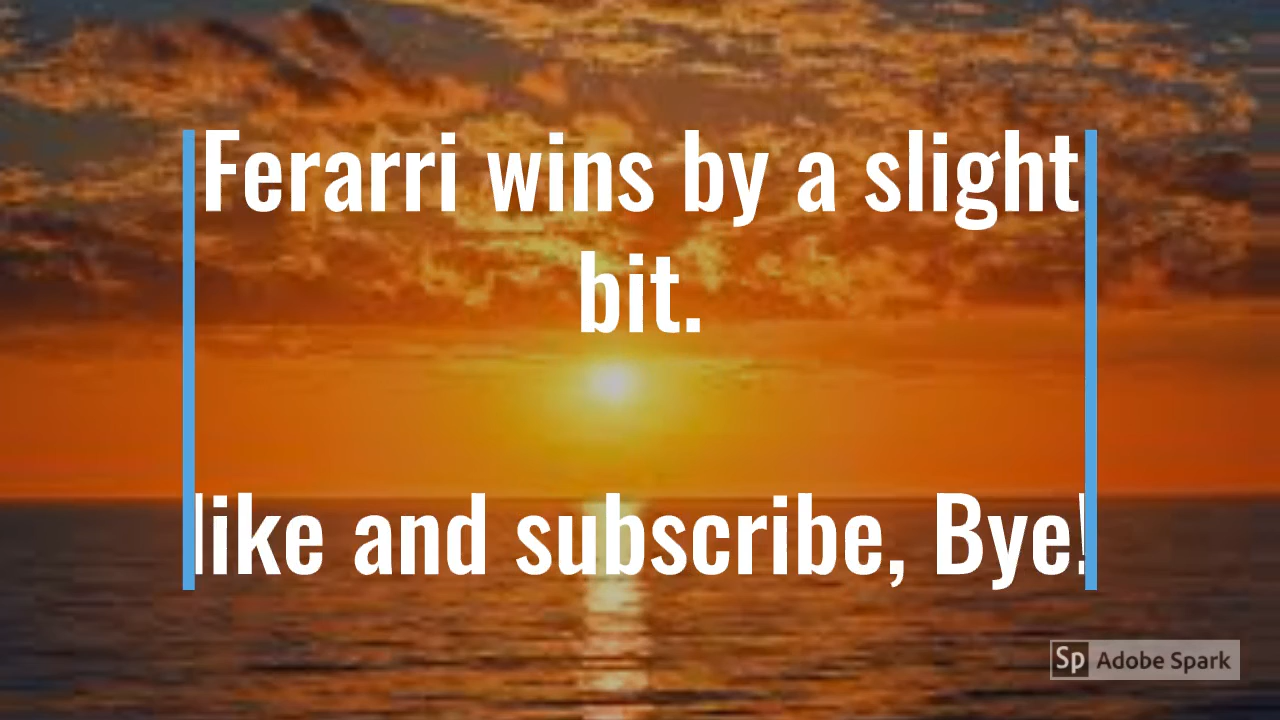 Ferarri wins by a slight
bit.
like and subscribe, Bye!
Sp Adobe Spark